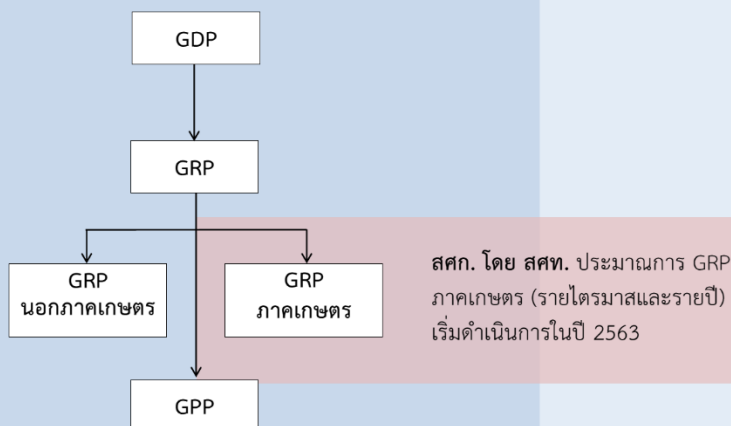 GDP
GRP
GRP
นอกภาคเกษตร
GRP
ภาคเกษตร
สศก. โดย สศท. ประมาณการ GRP
ภาคเกษตร (รายไตรมาสและรายปี)
เริ่มดำเนินการในปี 2563
GPP